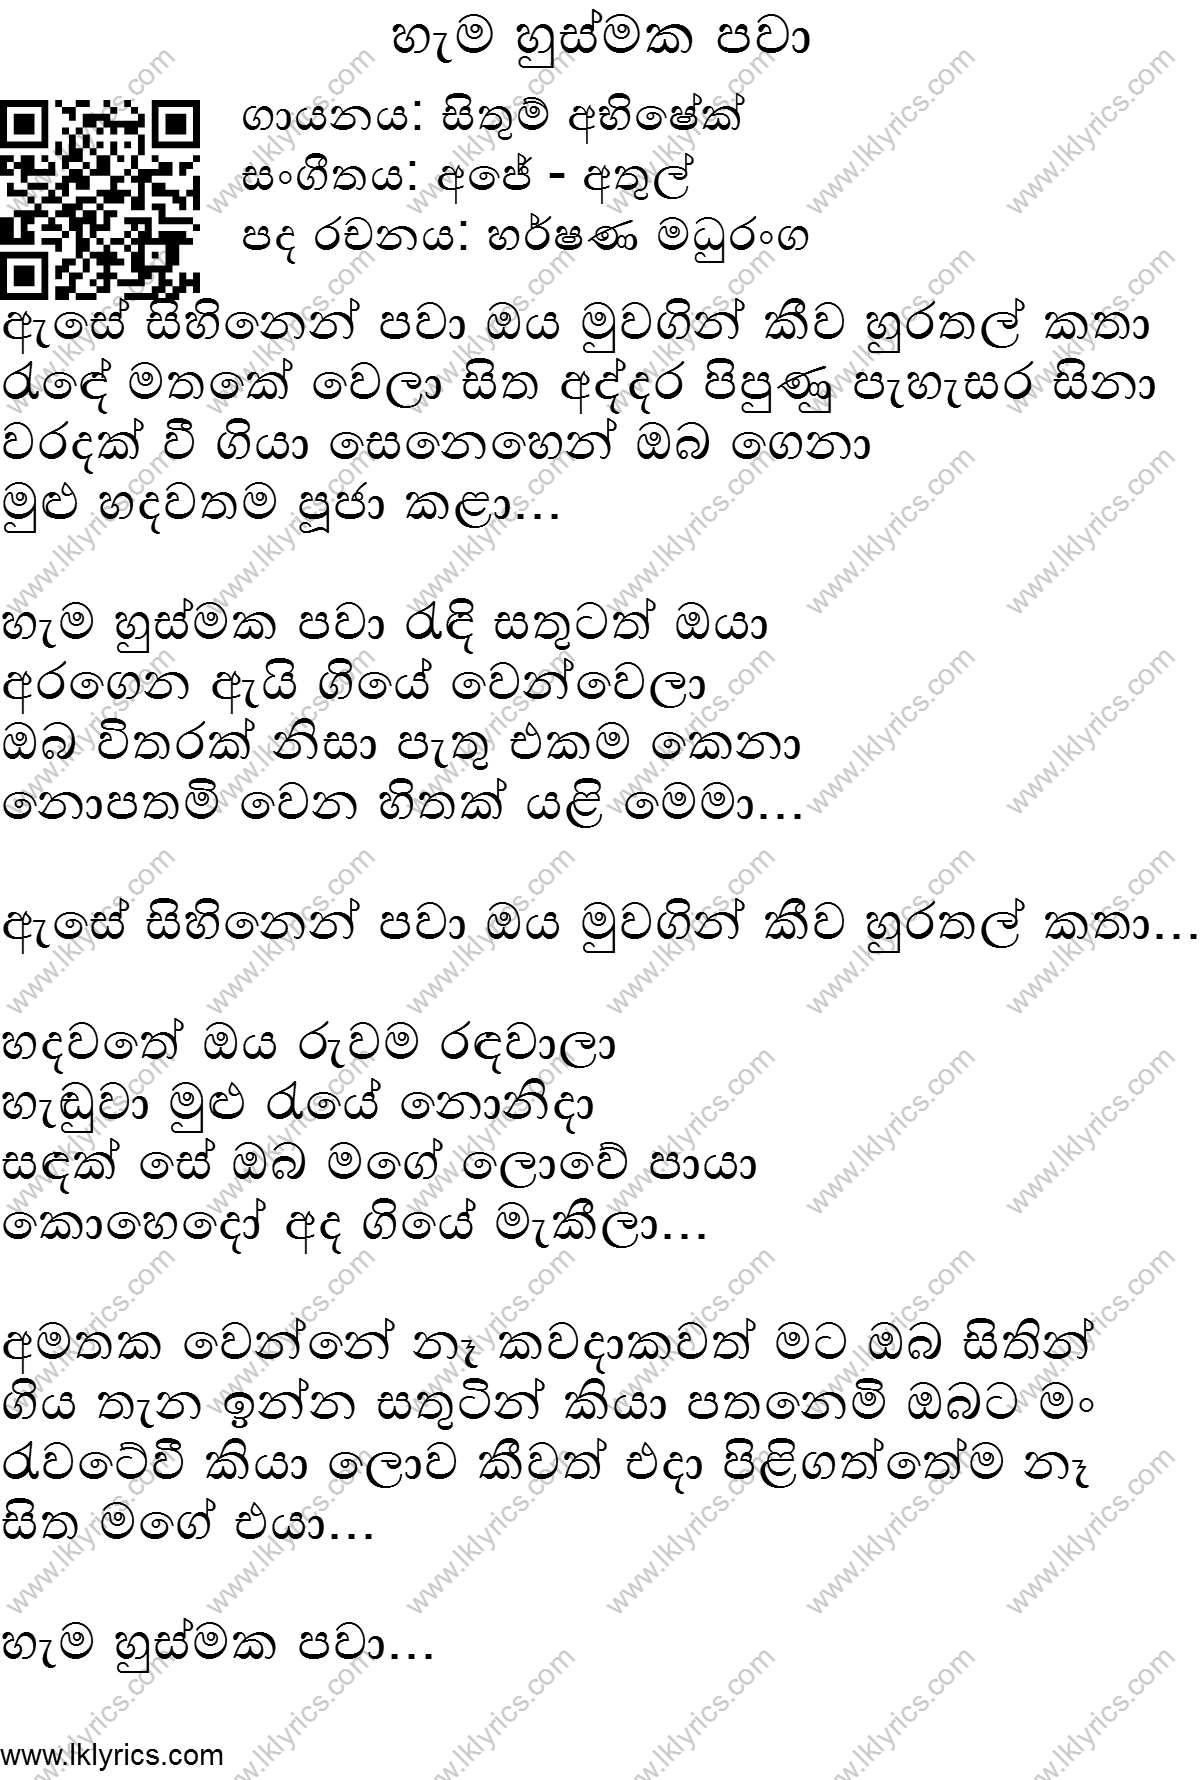 හැම හුස්මක පවා
ගායනය: සිතුම් අභිෂේක්
සංගීතය: අජේ - අතුල්
පද රචනය: හර්ෂණ මධුරංග
ඇසේ සිහිනෙන් පවා ඔය මුවගින් කීව හුරතල් කතා
රැඳේ මතකේ වෙලා සිත අද්දර පිපුණු පැහැසර සිනා
වරදක් වී ගියා සෙනෙහෙන් ඔබ ගෙනා
මුළු හදවතම පූජා කළා...
හැම හුස්මක පවා රැඳි සතුටත් ඔයා
අරගෙන ඇයි ගියේ වෙන්වෙලා
ඔබ විතරක් නිසා පැතු එකම කෙනා
නොපතමි වෙන හිතක් යළි මෙමා...
ඇසේ සිහිනෙන් පවා ඔය මුවගින් කීව හුරතල් කතා...
හදවතේ ඔය රුවම රඳවාලා
හැඬුවා මුළු රැයේ නොනිදා
සඳක් සේ ඔබ මගේ ලොවේ පායා
කොහෙදෝ අද ගියේ මැකීලා...
අමතක වෙන්නේ නෑ කවදාකවත් මට ඔබ සිතින්
ගිය තැන ඉන්න සතුටින් කියා පතනෙමි ඔබට මං
රැවටේවී කියා ලොව කීවත් එදා පිළිගත්තේම නෑ
සිත මගේ එයා...
හැම හුස්මක පවා...
www.lklyrics.com